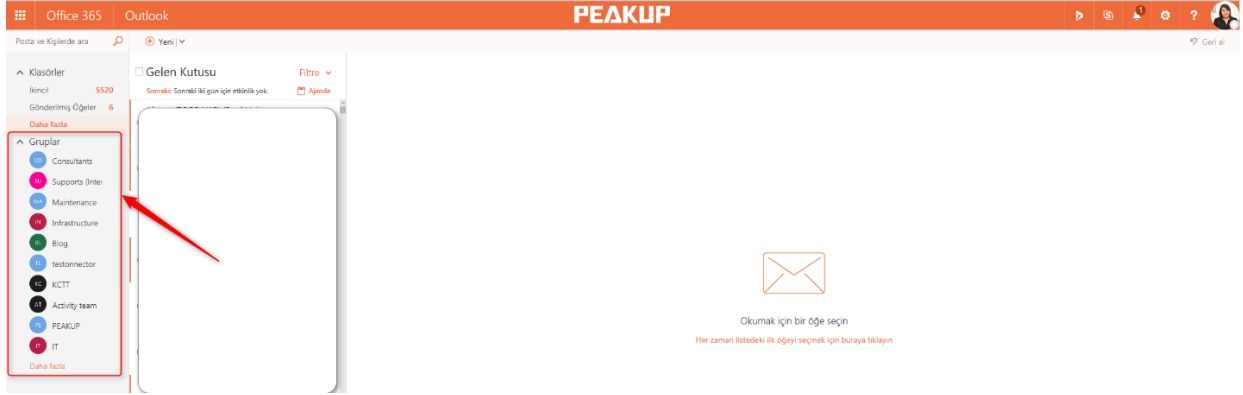 Office 365 Outlook PEAKUP 1 ?
Posta ve Kişilerde ara Yeni Geri al
Klasörler
İkincil 5520
Gönderilmiş Öğeler 6
Daha fazla
Gruplar
CO Consultants
SU Supports (Inter
MA Maintenance
IN Infrastructure
BL Blog
TE testonnector
KC KCTT
AT Activity team
PE PEAKUP
IT IT
Daha fazla
Gelen Kutusu Filtre
Sonraki: Sonraki iki gün için etkinlik yok. Ajanda
Okumak için bir öğe seçin
Her zaman listedeki ilk öğeyi seçmek için buraya tıklayın